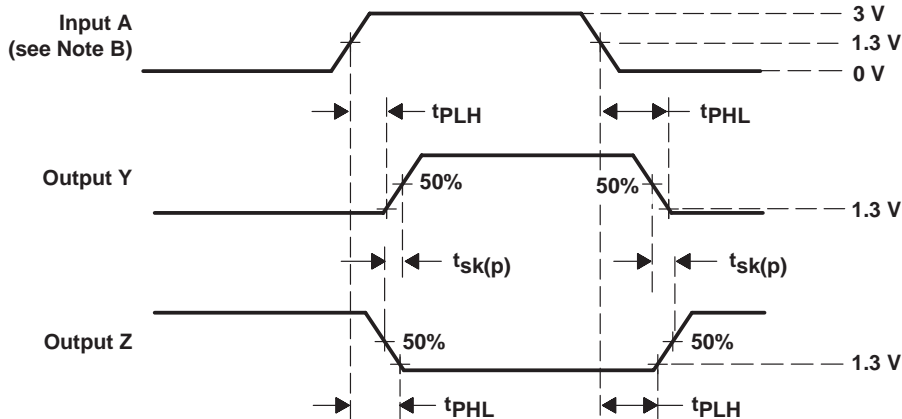 Input A
(see Note B)
3 V
1.3 V
0 V
tPLH
tPHL
Output Y
50%
50%
1.3 V
tsk(p)
tsk(p)
Output Z
50%
50%
1.3 V
tPHL
tPLH